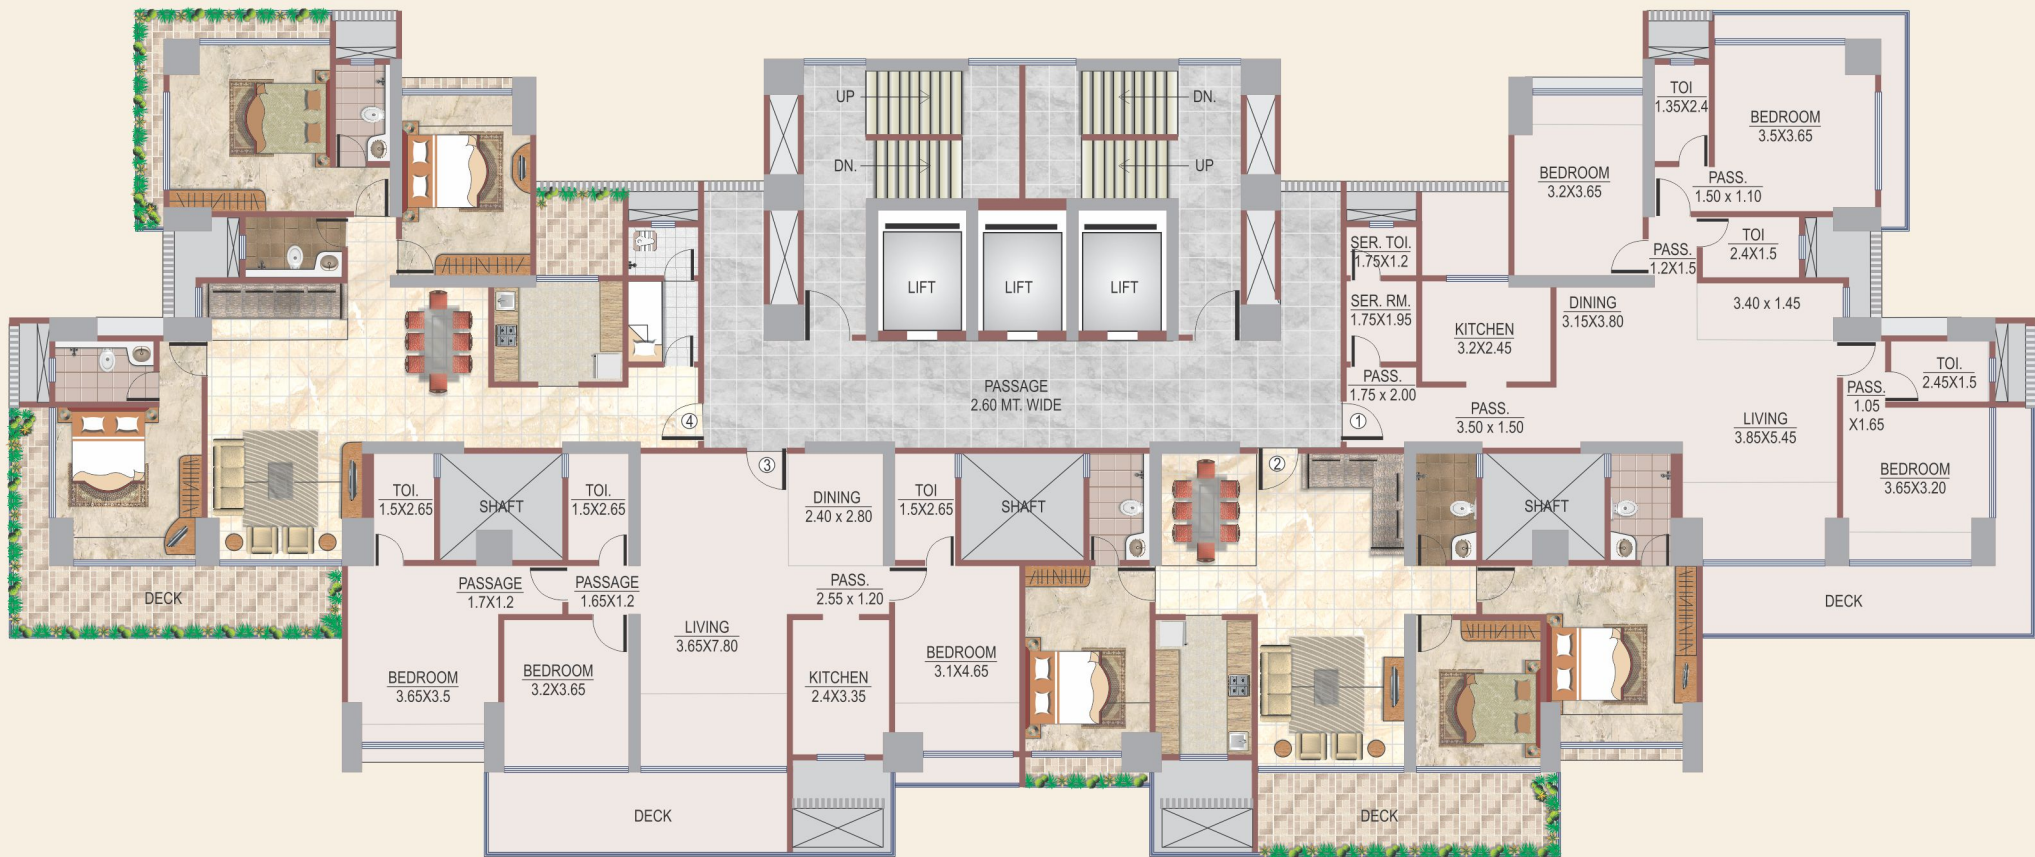 UP
DN.
DN.
UP
LIFT
LIFT
LIFT
PASSAGE
2.60 MT. WIDE
④
③
②
①
TOI
1.35X2.4
BEDROOM
3.5X3.65
BEDROOM
3.2X3.65
PASS.
1.50 x 1.10
SER. TOI.
1.75X1.2
PASS.
1.2X1.5
TOI
2.4X1.5
SER. RM.
1.75X1.95
KITCHEN
3.2X2.45
DINING
3.15X3.80
3.40 x 1.45
PASS.
1.75 x 2.00
PASS.
3.50 x 1.50
LIVING
3.85X5.45
PASS.
1.05
X1.65
TOI.
2.45X1.5
BEDROOM
3.65X3.20
DECK
DECK
TOI.
1.5X2.65
SHAFT
TOI.
1.5X2.65
DINING
2.40 x 2.80
TOI
1.5X2.65
SHAFT
SHAFT
PASSAGE
1.7X1.2
PASSAGE
1.65X1.2
PASS.
2.55 x 1.20
LIVING
3.65X7.80
BEDROOM
3.65X3.5
BEDROOM
3.2X3.65
KITCHEN
2.4X3.35
BEDROOM
3.1X4.65
DECK
DECK